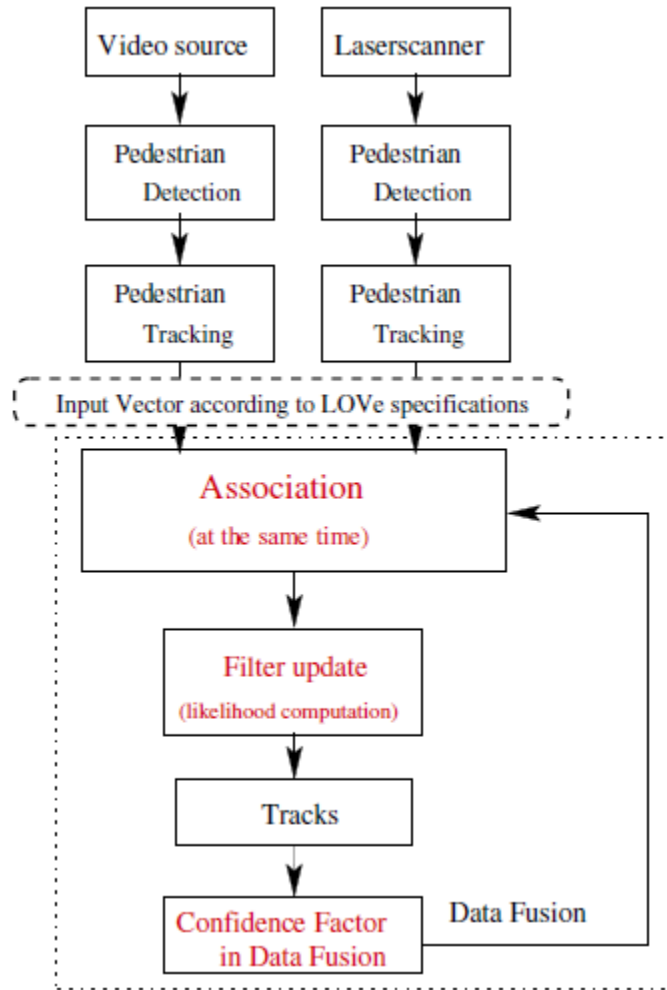 Video source
Laserscanner
Pedestrian
Detection
Pedestrian
Detection
Pedestrian
Tracking
Pedestrian
Tracking
Input Vector according to LOVe specifications
Association
(at the same time)
Filter update
(likelihood computation)
Tracks
Confidence Factor
in Data Fusion
Data Fusion